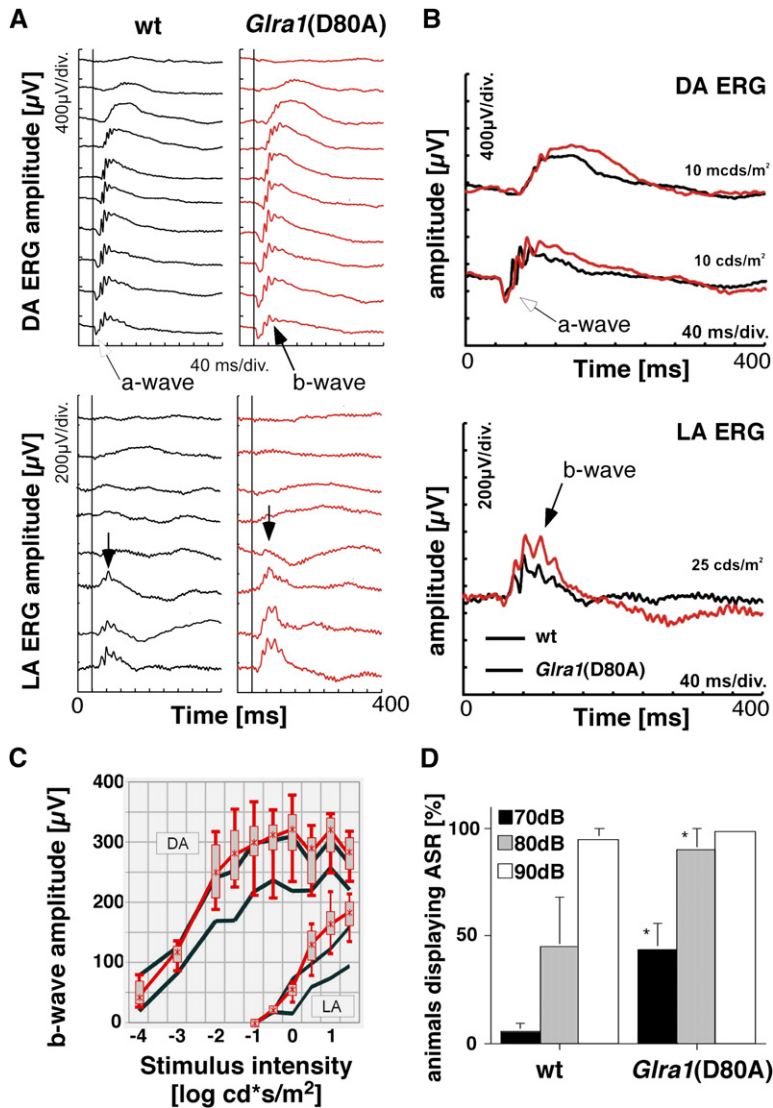 A
wt
Glra1(D80A)
400µV/div.
DA ERG amplitude [µV]
40 ms/div.
a-wave
b-wave
200µV/div.
LA ERG amplitude [µV]
0
Time [ms]
400
B
DA ERG
400µV/div.
amplitude [µV]
10 mcds/m²
10 cds/m²
a-wave
40 ms/div.
0
Time [ms]
400
LA ERG
200µV/div.
b-wave
amplitude [µV]
25 cds/m²
wt
Glra1(D80A)
40 ms/div.
0
Time [ms]
400
C
b-wave amplitude [µV]
400
300
200
100
0
DA
LA
-4 -3 -2 -1 0 1
Stimulus intensity
[log cd*s/m²]
D
animals displaying ASR [%]
100
50
0
70dB
80dB
90dB
*
*
wt
Glra1(D80A)